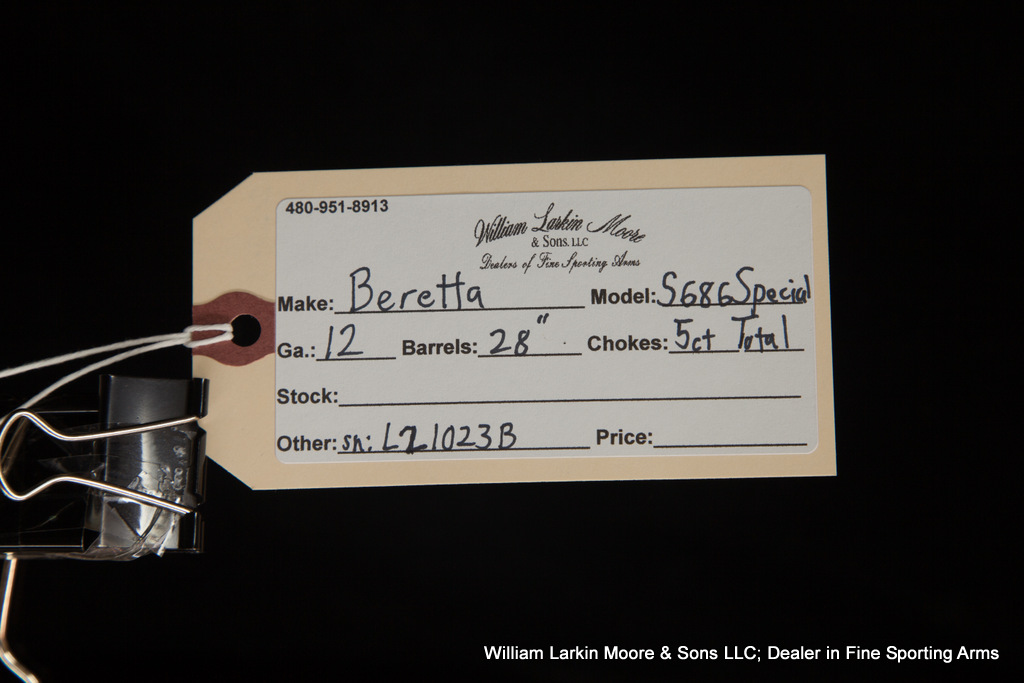 480-951-8913
William Larkin Moore
& Sons, LLC
Dealers of Fine Sporting Arms
Make: Beretta Model: S686 Special
Ga.: 12 Barrels: 28" Chokes: 5ct Total
Stock:
Other: sn: L21023B Price:
William Larkin Moore & Sons LLC; Dealer in Fine Sporting Arms